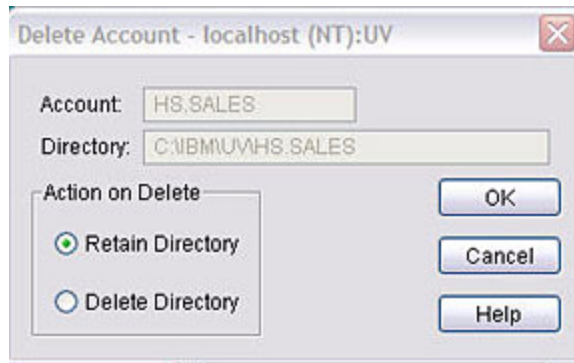 Delete Account - localhost (NT):UV
Account: HS.SALES
Directory: C:\IBM\UV\HS.SALES
Action on Delete
Retain Directory
Delete Directory
OK
Cancel
Help